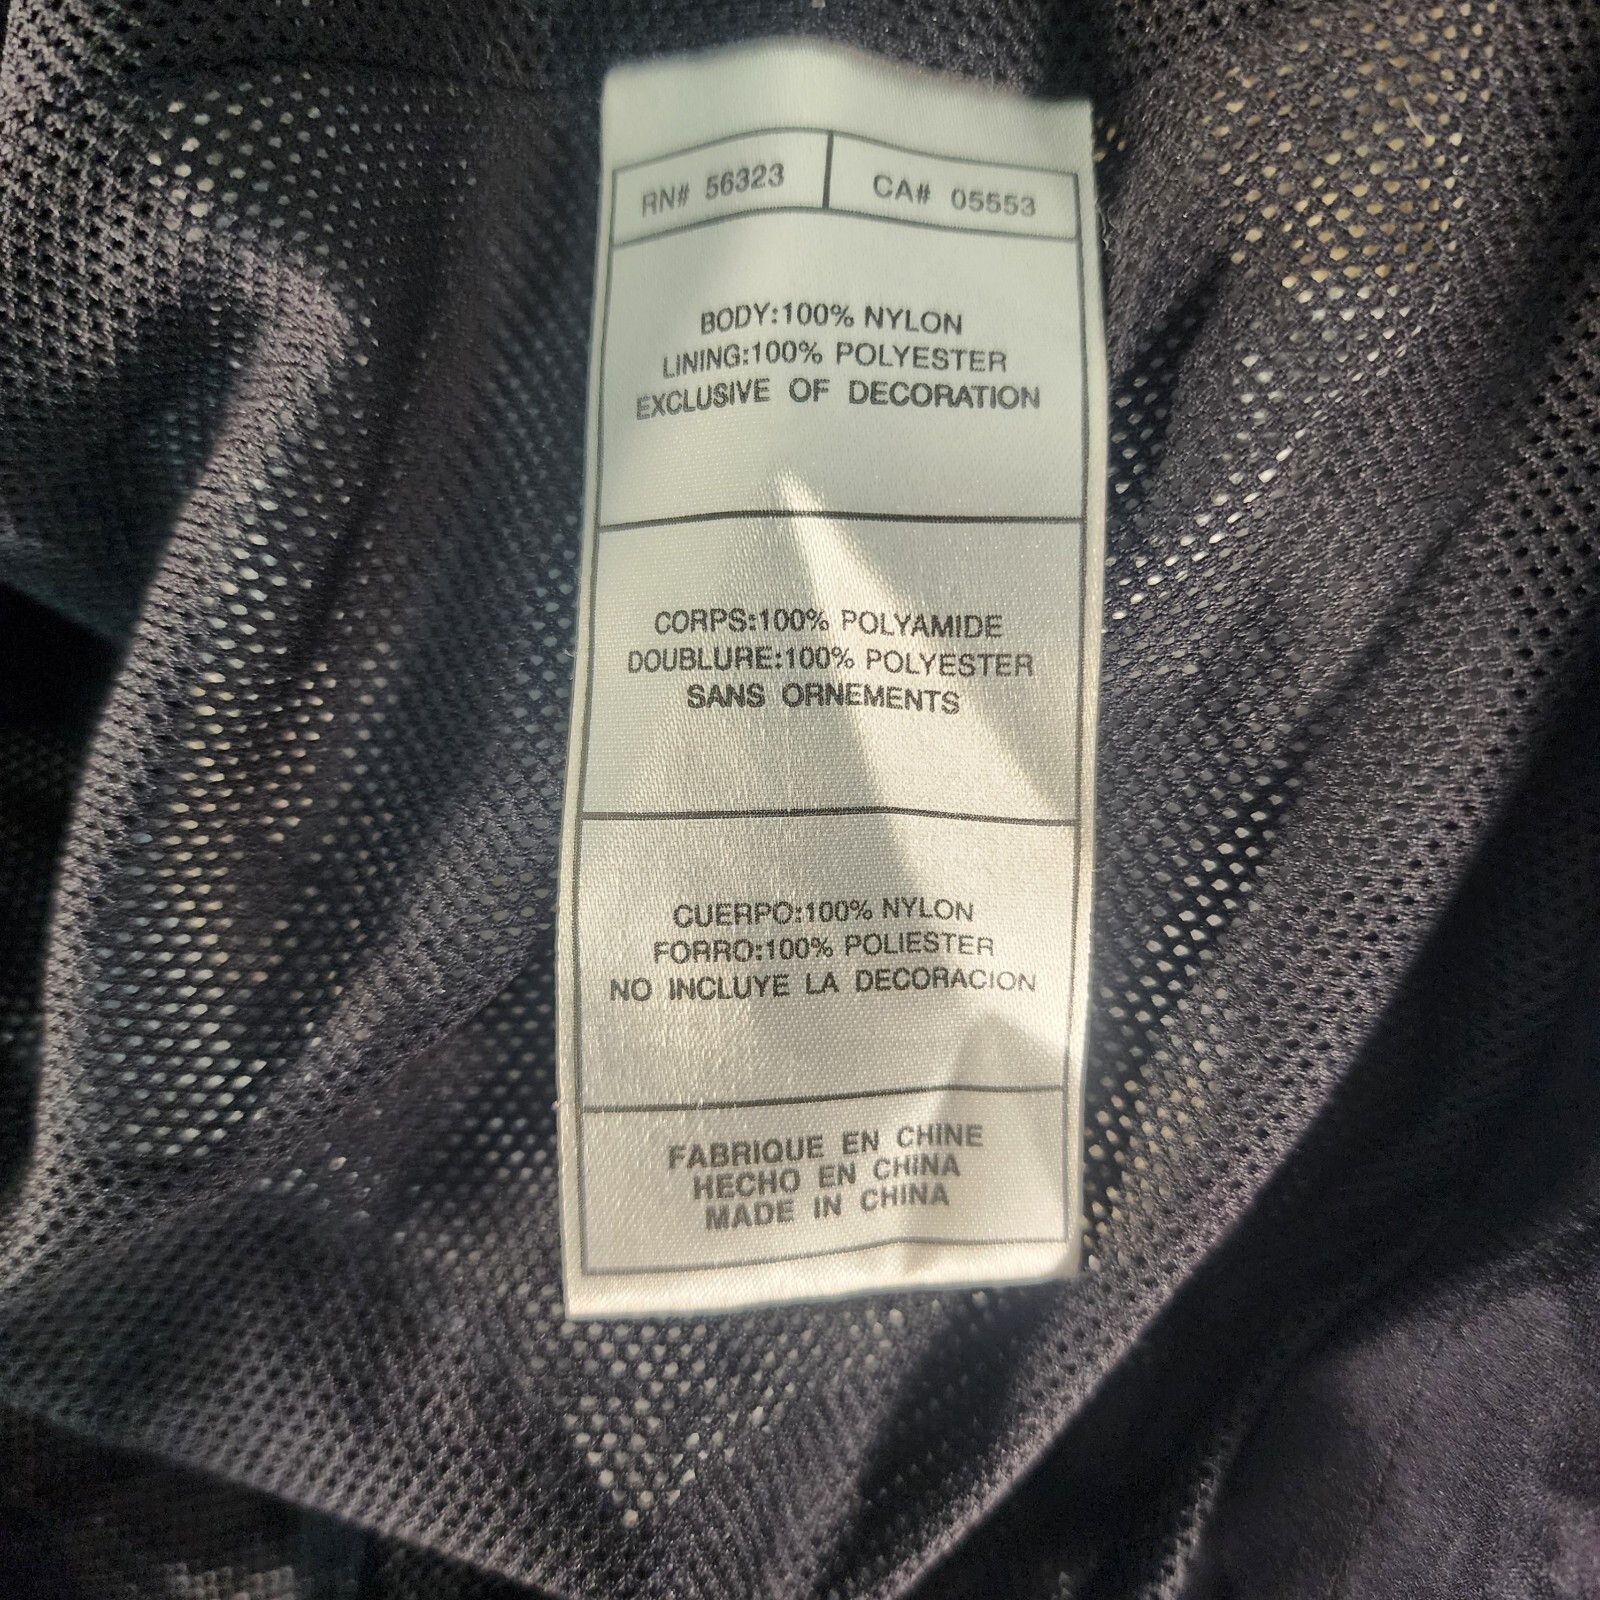 RN# 56323 CA# 05553
BODY:100% NYLON
LINING:100% POLYESTER
EXCLUSIVE OF DECORATION
CORPS:100% POLYAMIDE
DOUBLURE:100% POLYESTER
SANS ORNEMENTS
CUERPO:100% NYLON
FORRO:100% POLIESTER
NO INCLUYE LA DECORACION
FABRIQUE EN CHINE
HECHO EN CHINA
MADE IN CHINA